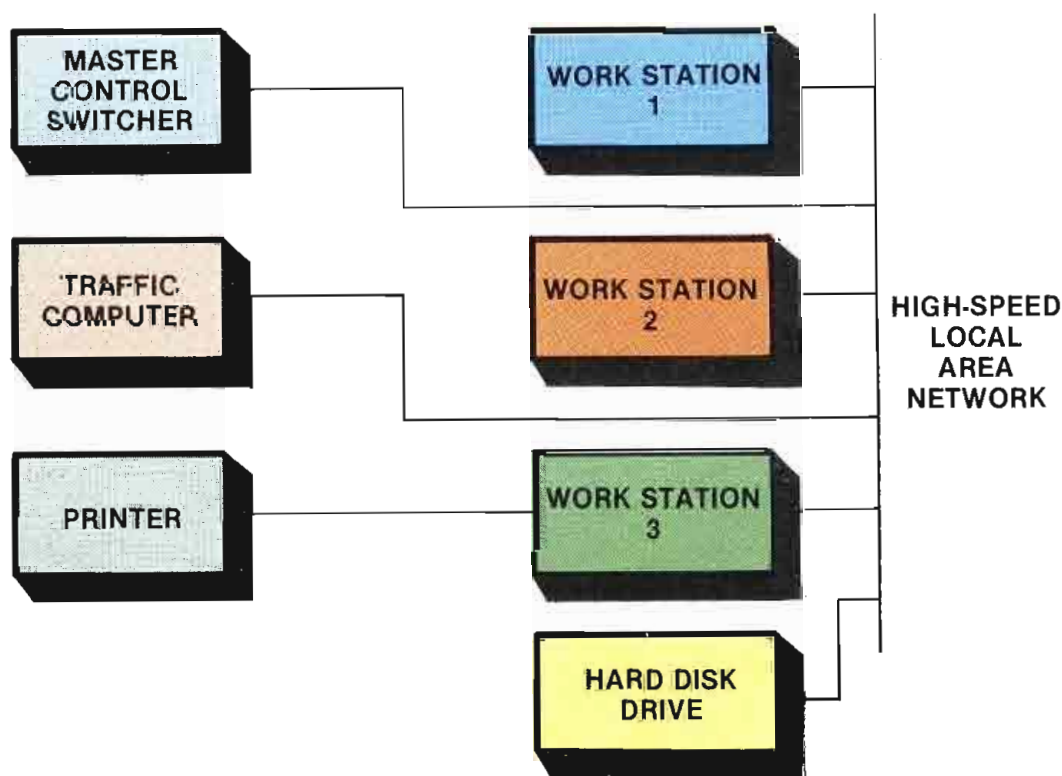 MASTER
CONTROL
SWITCHER
WORK STATION
1
TRAFFIC
COMPUTER
WORK STATION
2
HIGH-SPEED
LOCAL
AREA
NETWORK
PRINTER
WORK STATION
3
HARD DISK
DRIVE